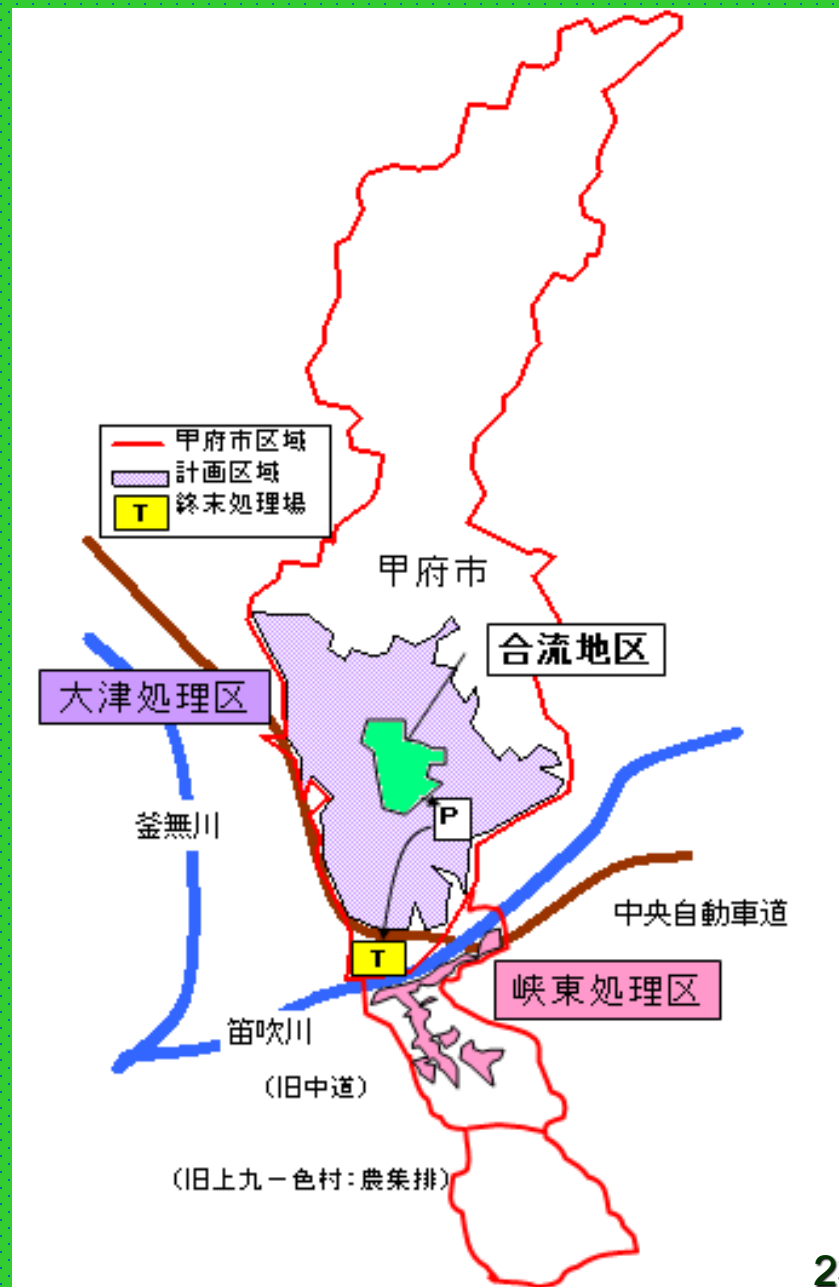 甲府市区域
計画区域
T 終末処理場
甲府市
合流地区
大津処理区
P
釜無川
中央自動車道
T
峡東処理区
笛吹川
(旧中道)
(旧上九一色村:農集排)
2